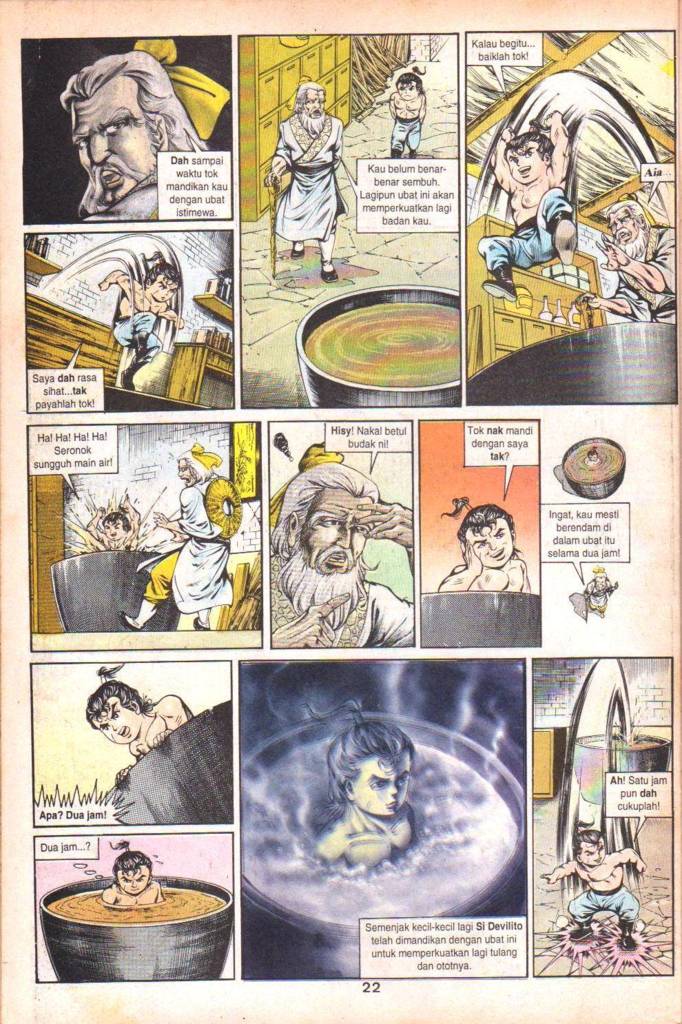 Dah sampai
waktu tok
mandikan kau
dengan ubat
istimewa.
Kau belum benar-
benar sembuh.
Lagipun ubat ini akan
memperkuatkan lagi
badan kau.
Kalau begitu...
baiklah tok!
Aia...
Saya dah rasa
sihat...tak
payahlah tok!
Ha! Ha! Ha! Ha!
Seronok
sungguh main air!
Hisy! Nakal betul
budak ni!
Tok nak mandi
dengan saya
tak?
Ingat, kau mesti
berendam di
dalam ubat itu
selama dua jam!
Apa? Dua jam!
Dua jam...?
Semenjak kecil-kecil lagi Si Devilito
telah dimandikan dengan ubat ini
untuk memperkuatkan lagi tulang
dan ototnya.
Ah! Satu jam
pun dah
cukuplah!
22